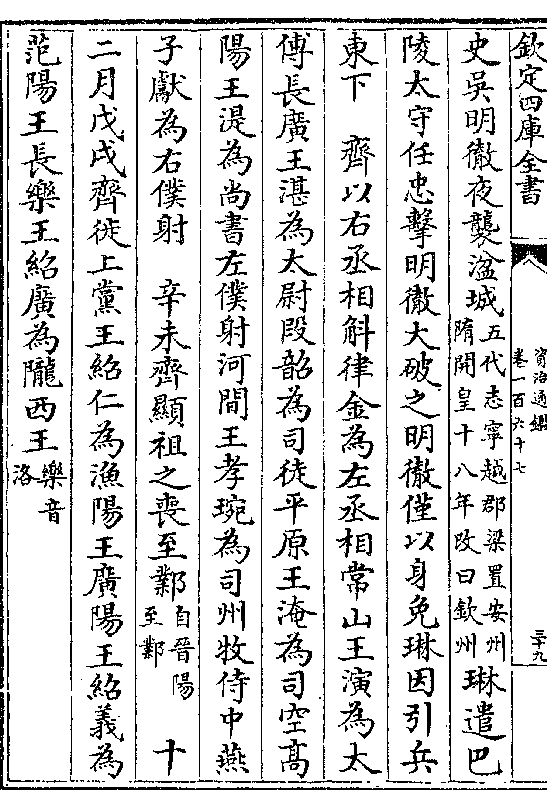 欽定四庫全書
資治通鑑
卷一百六十七
三十九
史吳明徹夜襲湓城五代志寧越郡梁置安州隋開皇十八年改曰欽州琳遣巴
陵太守任忠擊明徹大破之明徹僅以身免琳因引兵
東下 齊以右丞相斛律金為左丞相常山王演為太
傅長廣王湛為太尉段韶為司徒平原王淹為司空高
陽王湜為尚書左僕射河間王孝琬為司州牧侍中燕
子獻為右僕射 辛未齊顯祖之喪至鄴自晉陽至鄴 十
二月戊戌齊徙上黨王紹仁為漁陽王廣陽王紹義為
范陽王長樂王紹廣為隴西王樂音洛